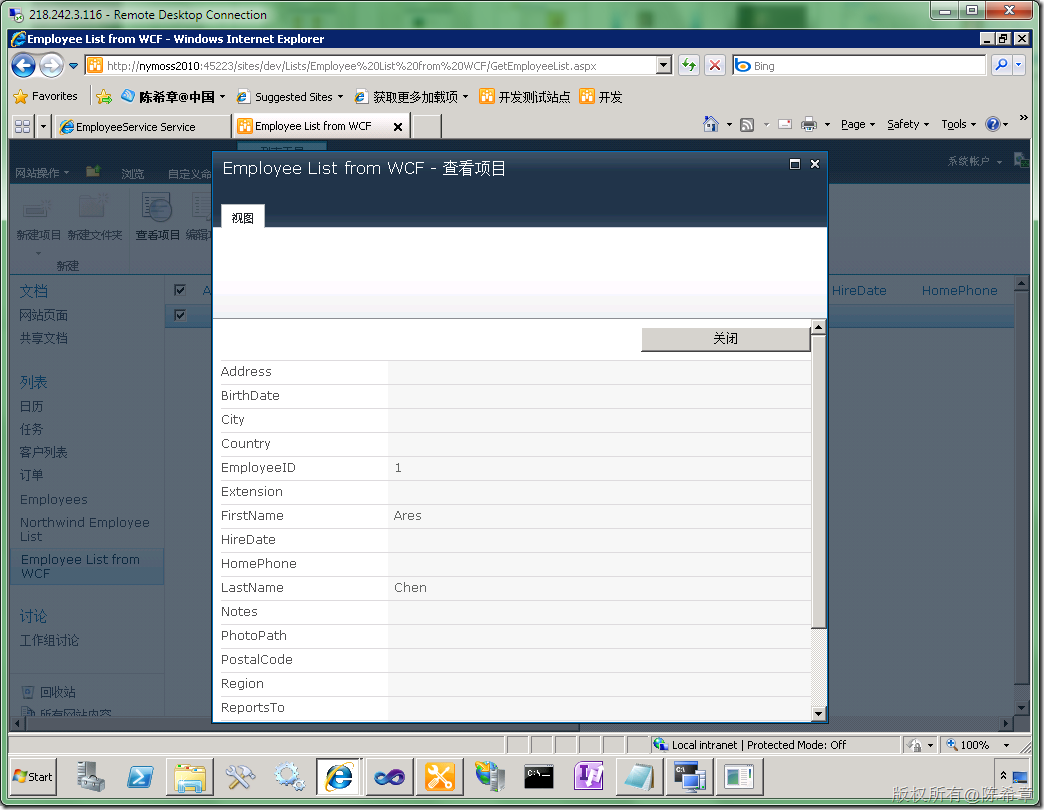 218.242.3.116 - Remote Desktop Connection
Employee List from WCF - Windows Internet Explorer
http://nymoss2010:45223/sites/dev/Lists/Employee%20List%20from%20WCF/GetEmployeeList.aspx
Bing
Favorites
陈希章@中国
Suggested Sites
获取更多加载项
开发测试站点
开发
EmployeeService Service
Employee List from WCF
Page
Safety
Tools
网站操作
浏览
自定义命
系统帐户
Employee List from WCF - 查看项目
视图
新建项目
新建文件夹
查看项目
新建
文档
网站页面
共享文档
列表
日历
任务
客户列表
订单
Employees
Northwind Employee
List
Employee List from
WCF
讨论
工作组讨论
回收站
所有网站内容
A
HireDate
HomePhone
关闭
Address
BirthDate
City
Country
EmployeeID 1
Extension
FirstName Ares
HireDate
HomePhone
LastName Chen
Notes
PhotoPath
PostalCode
Region
ReportsTo
Local intranet | Protected Mode: Off
100%
Start
版权所有@陈希章